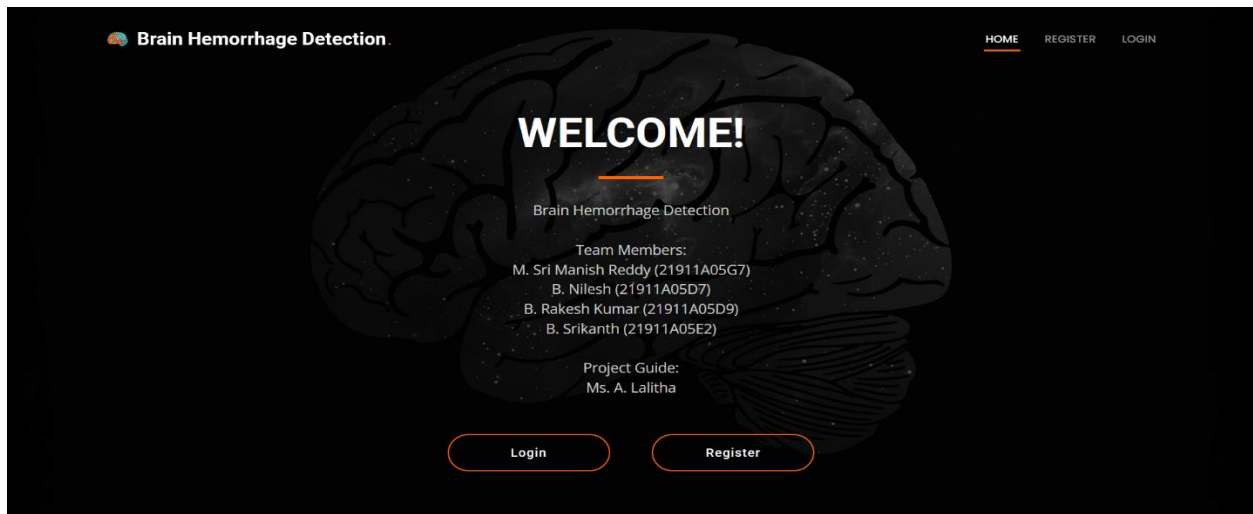 Brain Hemorrhage Detection.
HOME REGISTER LOGIN
WELCOME!
Brain Hemorrhage Detection
Team Members:
M. Sri Manish Reddy (21911A05G7)
B. Nilesh (21911A05D7)
B. Rakesh Kumar (21911A05D9)
B. Srikanth (21911A05E2)
Project Guide:
Ms. A. Lalitha
Login Register